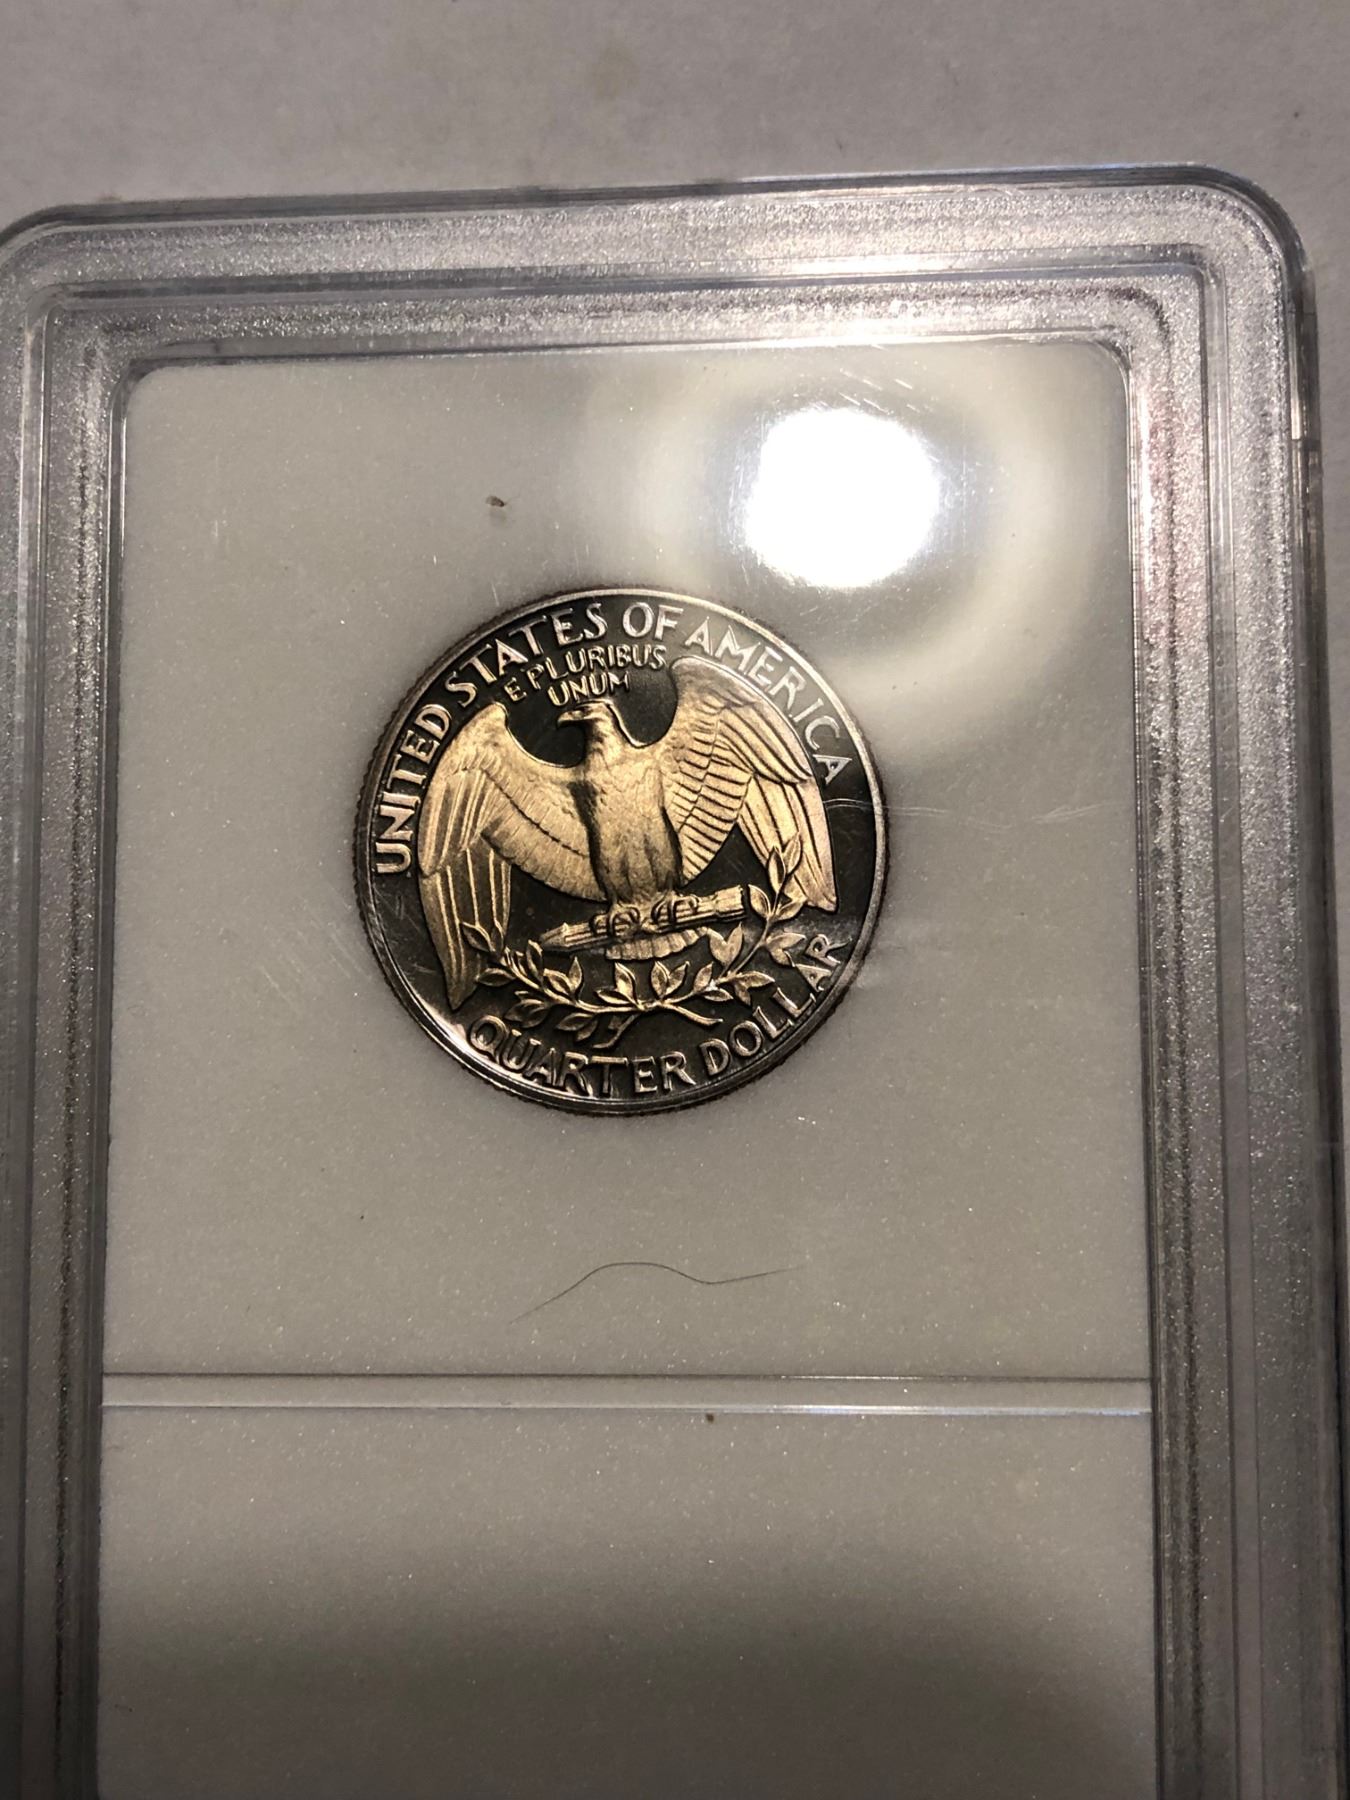 UNITED STATES OF AMERICA
E PLURIBUS
UNUM
QUARTER DOLLAR